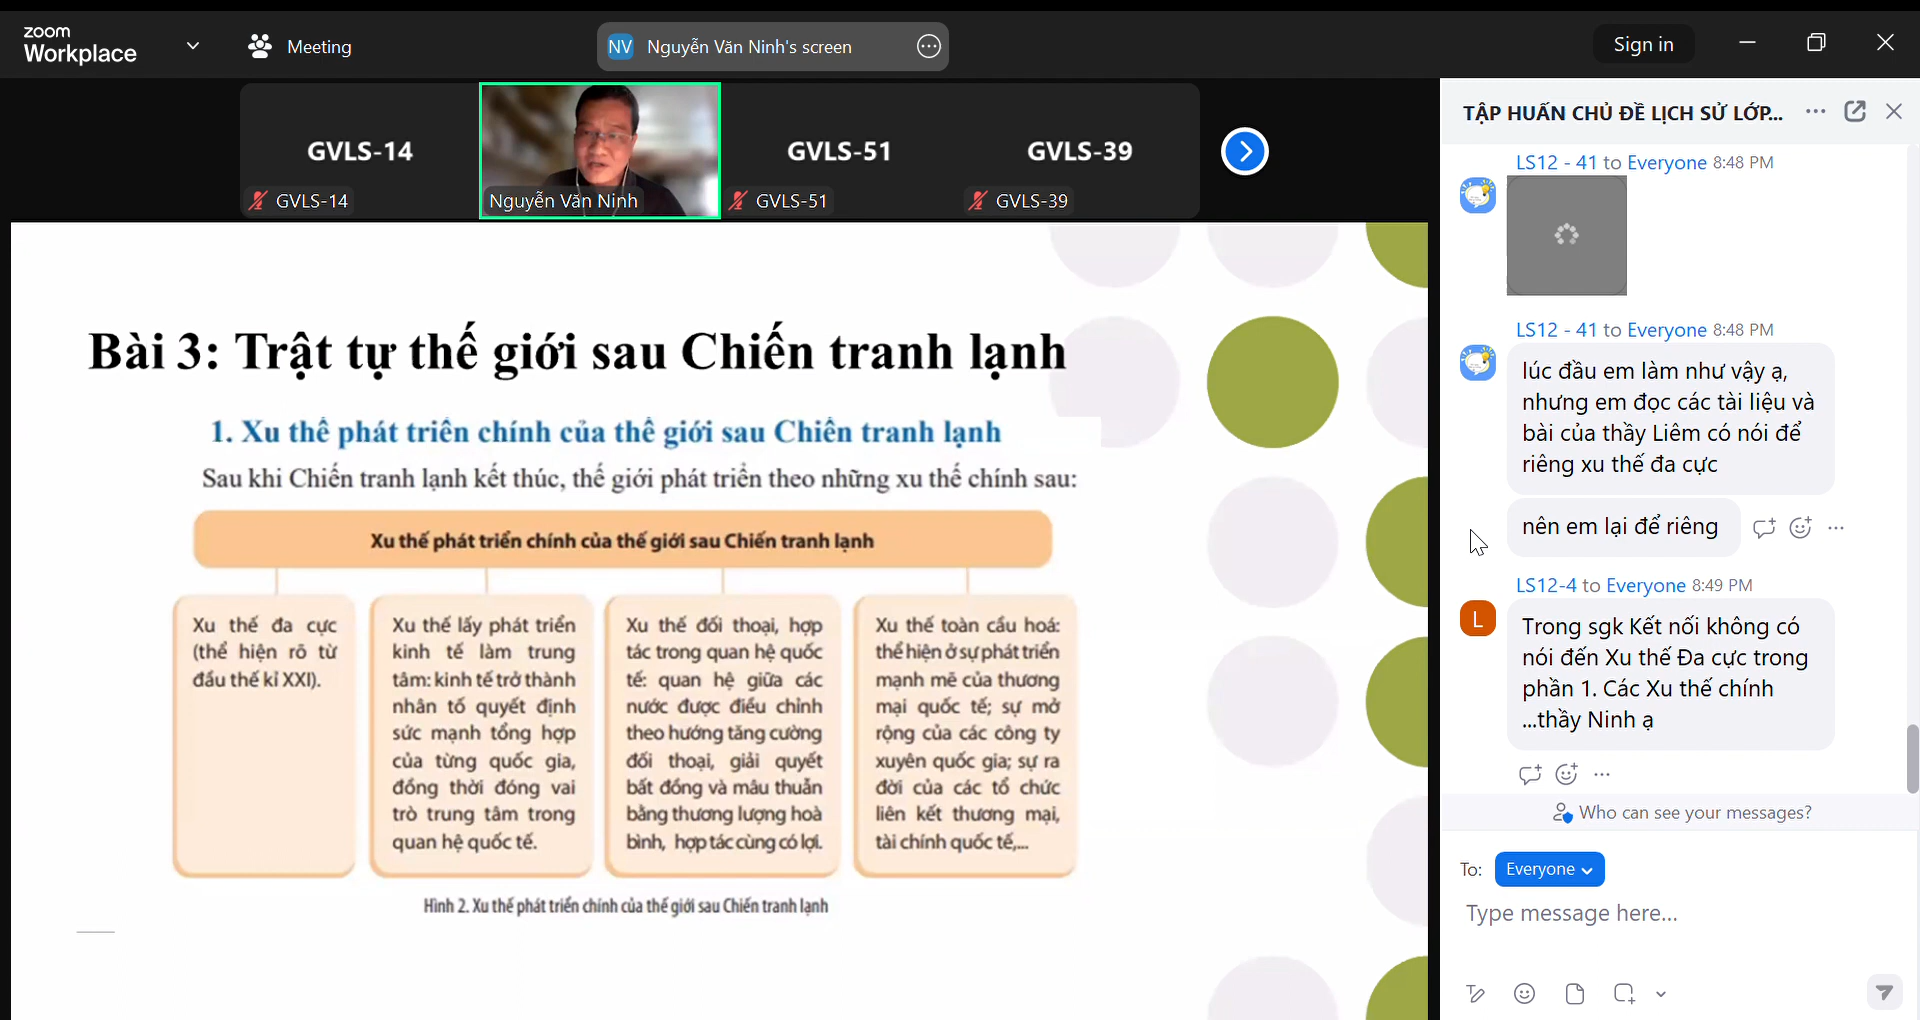 zoom
Workplace
Meeting
NV Nguyễn Văn Ninh's screen
Sign in
GVLS-14
GVLS-51
GVLS-39
GVLS-14
Nguyễn Văn Ninh
GVLS-51
GVLS-39
Bài 3: Trật tự thế giới sau Chiến tranh lạnh
1. Xu thế phát triển chính của thế giới sau Chiến tranh lạnh
Sau khi Chiến tranh lạnh kết thúc, thế giới phát triển theo những xu thế chính sau:
Xu thế phát triển chính của thế giới sau Chiến tranh lạnh
Xu thế đa cực
(thể hiện rõ từ
đầu thế kỉ XXI).
Xu thế lấy phát triển
kinh tế làm trung
tâm: kinh tế trở thành
nhân tố quyết định
sức mạnh tổng hợp
của từng quốc gia,
đồng thời đóng vai
trò trung tâm trong
quan hệ quốc tế.
Xu thế đối thoại, hợp
tác trong quan hệ quốc
tế: quan hệ giữa các
nước được điều chỉnh
theo hướng tăng cường
đối thoại, giải quyết
bất đồng và mâu thuẫn
bằng thương lượng hoà
bình, hợp tác cùng có lợi.
Xu thế toàn cầu hoá:
thể hiện ở sự phát triển
mạnh mẽ của thương
mại quốc tế; sự mở
rộng của các công ty
xuyên quốc gia; sự ra
đời của các tổ chức
liên kết thương mại,
tài chính quốc tế,...
Hình 2. Xu thế phát triển chính của thế giới sau Chiến tranh lạnh
TẬP HUẤN CHỦ ĐỀ LỊCH SỬ LỚP...
LS12 - 41 to Everyone 8:48 PM
LS12 - 41 to Everyone 8:48 PM
lúc đầu em làm như vậy ạ,
nhưng em đọc các tài liệu và
bài của thầy Liêm có nói để
riêng xu thế đa cực
nên em lại để riêng
LS12-4 to Everyone 8:49 PM
L
Trong sgk Kết nối không có
nói đến Xu thế Đa cực trong
phần 1. Các Xu thế chính
...thầy Ninh ạ
Who can see your messages?
To: Everyone
Type message here...